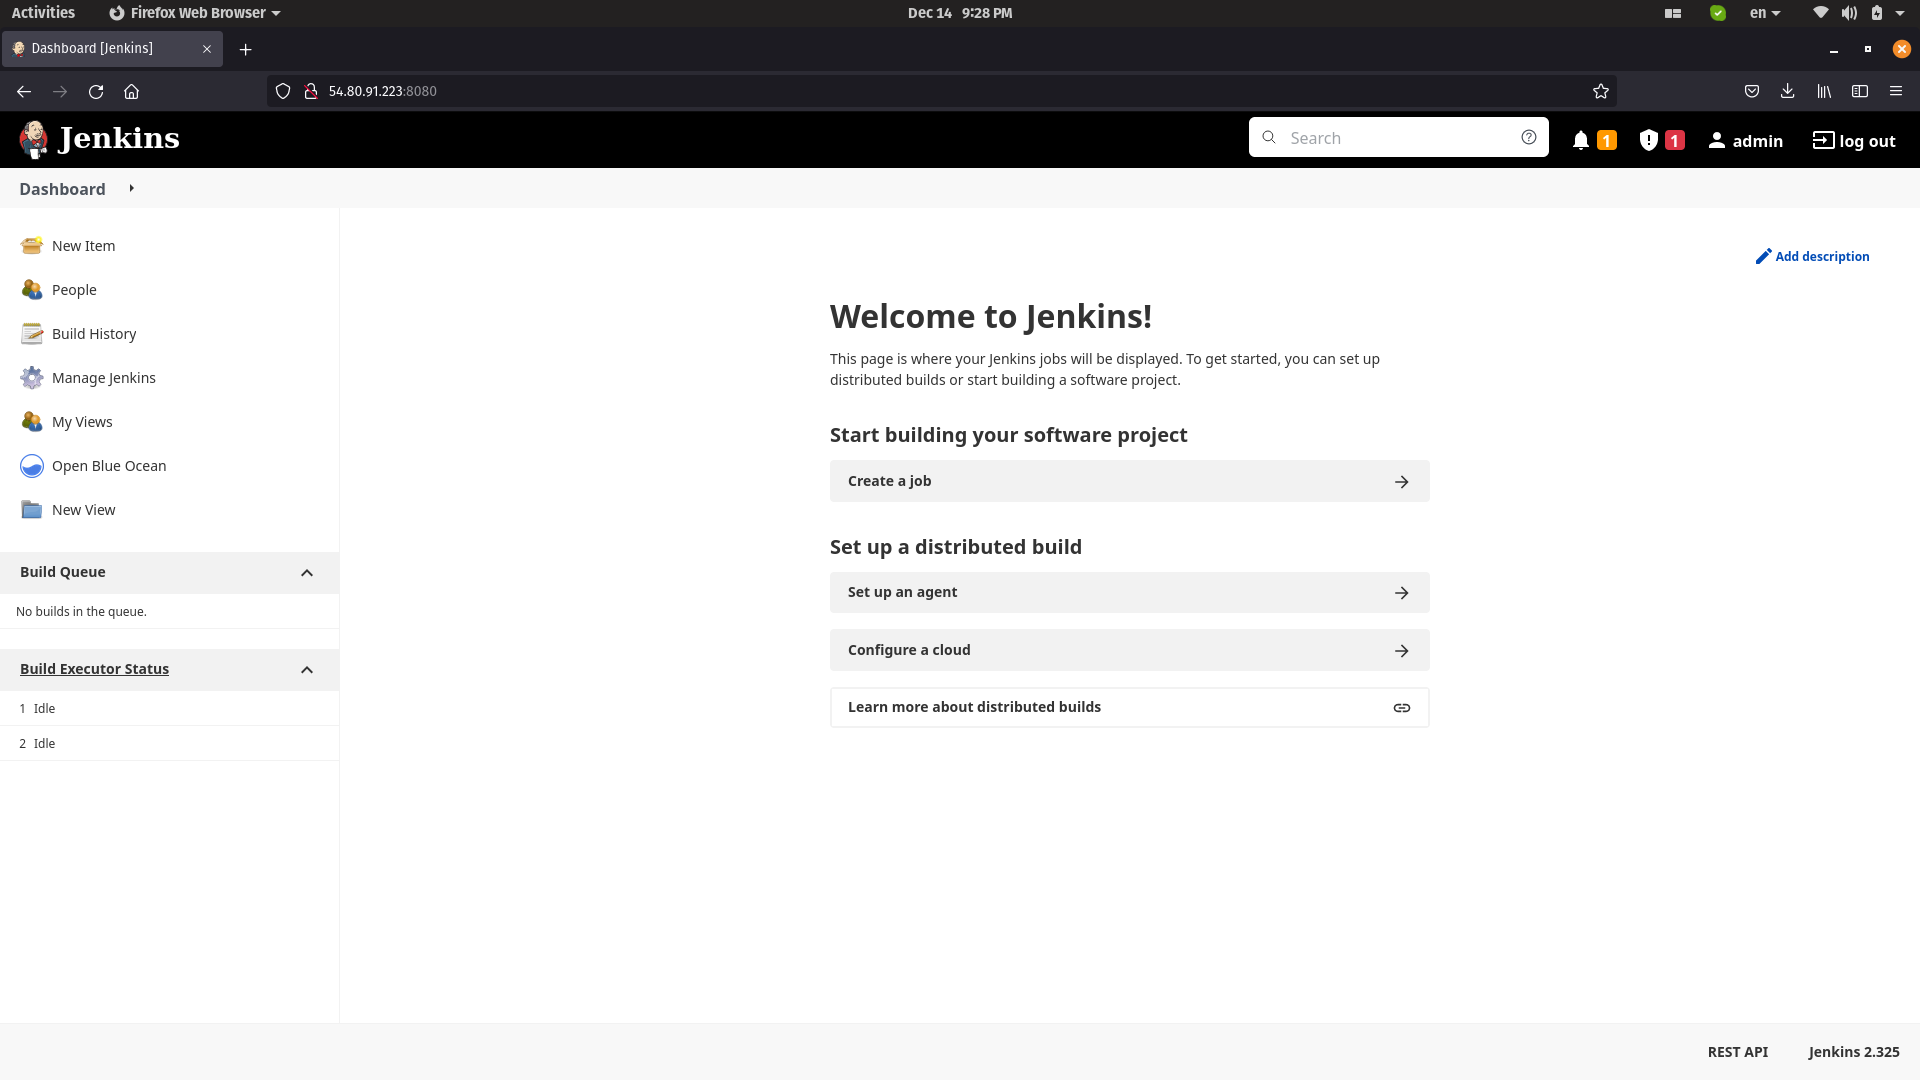 Activities
Firefox Web Browser
Dec 14 9:28 PM
en
Dashboard [Jenkins]
54.80.91.223:8080
Jenkins
Search
1
1
admin
log out
Dashboard
New Item
People
Build History
Manage Jenkins
My Views
Open Blue Ocean
New View
Build Queue
No builds in the queue.
Build Executor Status
1 Idle
2 Idle
Add description
Welcome to Jenkins!
This page is where your Jenkins jobs will be displayed. To get started, you can set up
distributed builds or start building a software project.
Start building your software project
Create a job
Set up a distributed build
Set up an agent
Configure a cloud
Learn more about distributed builds
REST API
Jenkins 2.325